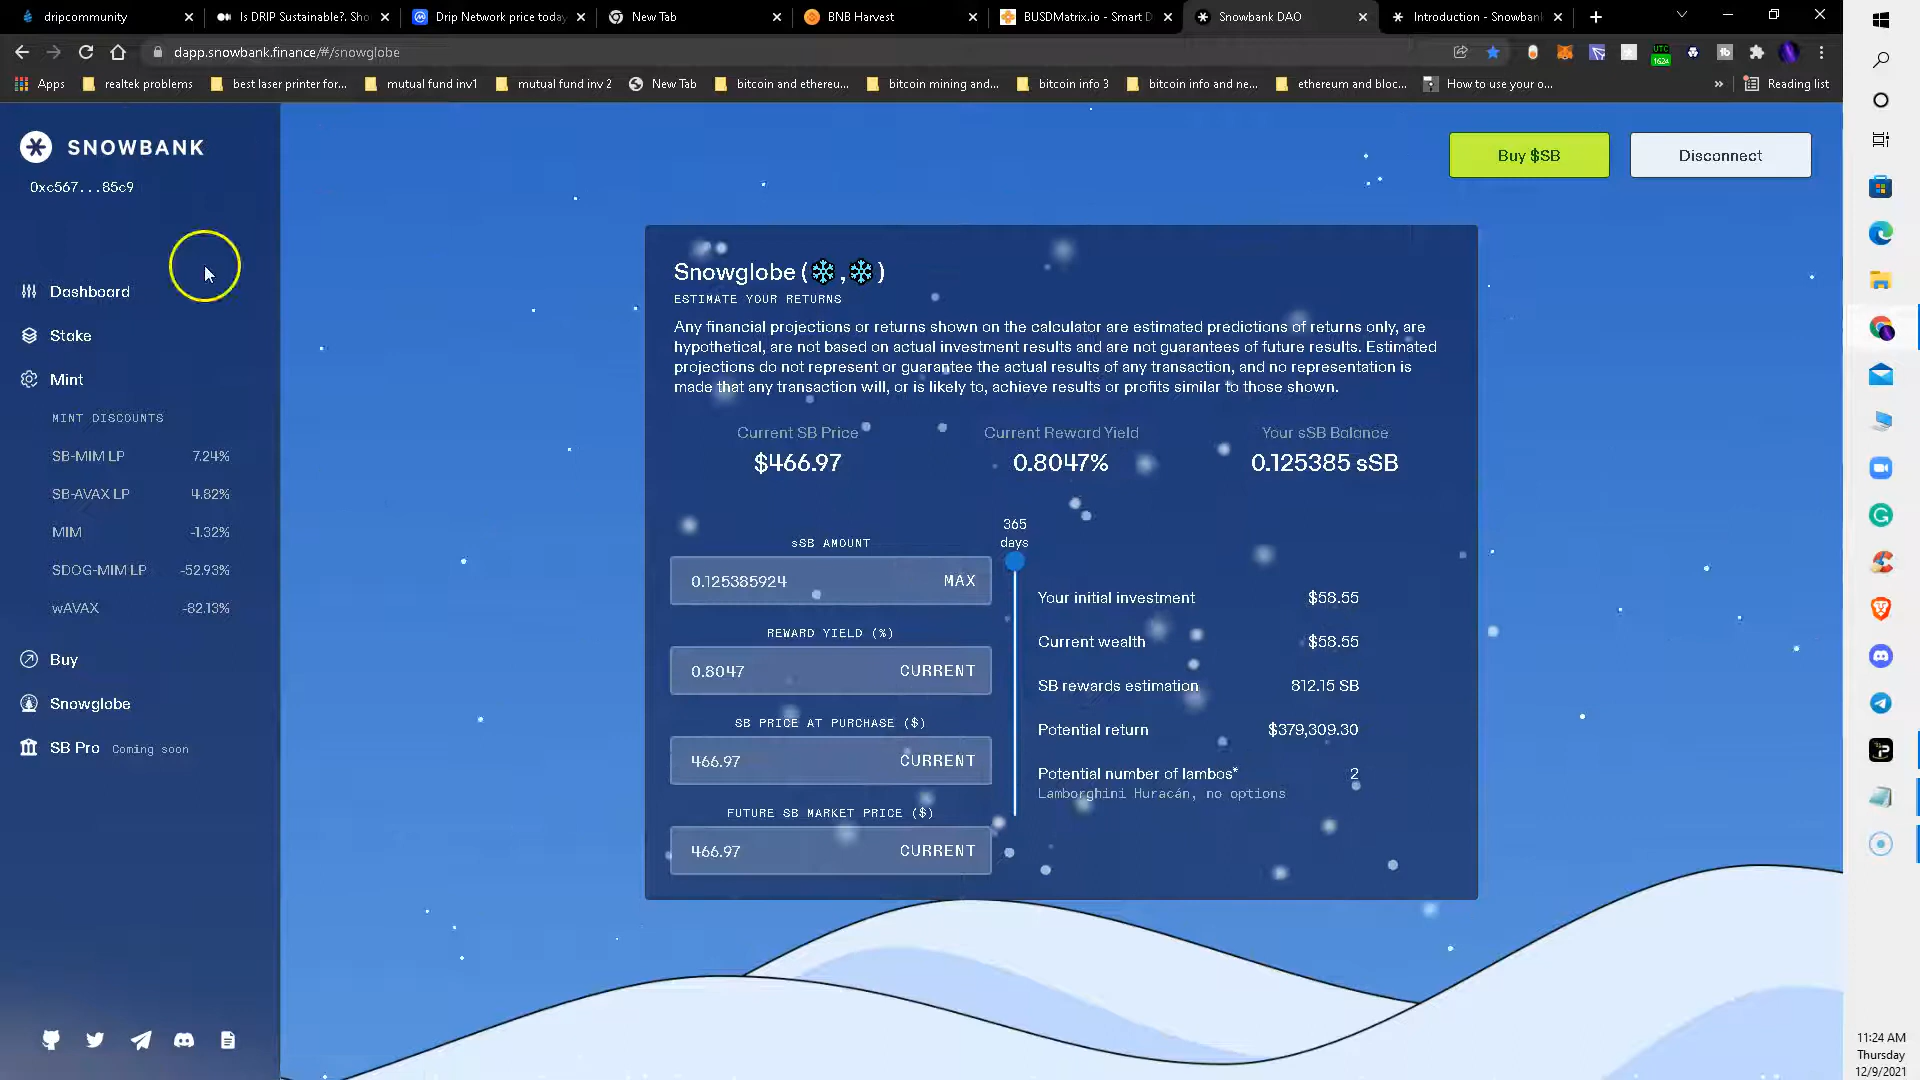 dripcommunity
Is DRIP Sustainable?. Sho
Drip Network price today
New Tab
BNB Harvest
BUSDMatrix.io - Smart D
Snowbank DAO
Introduction - Snowbank
dapp.snowbank.finance/#/snowglobe
UTC
1624
Apps
realtek problems
best laser printer for...
mutual fund inv1
mutual fund inv 2
New Tab
bitcoin and ethereu...
bitcoin mining and...
bitcoin info 3
bitcoin info and ne...
ethereum and bloc...
How to use your o...
»
Reading list
SNOWBANK
0xc567...85c9
Buy $SB
Disconnect
Dashboard
Stake
Mint
MINT DISCOUNTS
SB-MIM LP 7.24%
SB-AVAX LP 4.82%
MIM -1.32%
SDOG-MIM LP -52.93%
wAVAX -82.13%
Buy
Snowglobe
SB Pro Coming soon
Snowglobe (❄️,❄️)
ESTIMATE YOUR RETURNS
Any financial projections or returns shown on the calculator are estimated predictions of returns only, are
hypothetical, are not based on actual investment results and are not guarantees of future results. Estimated
projections do not represent or guarantee the actual results of any transaction, and no representation is
made that any transaction will, or is likely to, achieve results or profits similar to those shown.
Current SB Price
$466.97
Current Reward Yield
0.8047%
Your sSB Balance
0.125385 sSB
sSB AMOUNT
0.125385924 MAX
REWARD YIELD (%)
0.8047 CURRENT
SB PRICE AT PURCHASE ($)
466.97 CURRENT
FUTURE SB MARKET PRICE ($)
466.97 CURRENT
365
days
Your initial investment $58.55
Current wealth $58.55
SB rewards estimation 812.15 SB
Potential return $379,309.30
Potential number of lambos* 2
Lamborghini Huracán, no options
11:24 AM
Thursday
12/9/2021